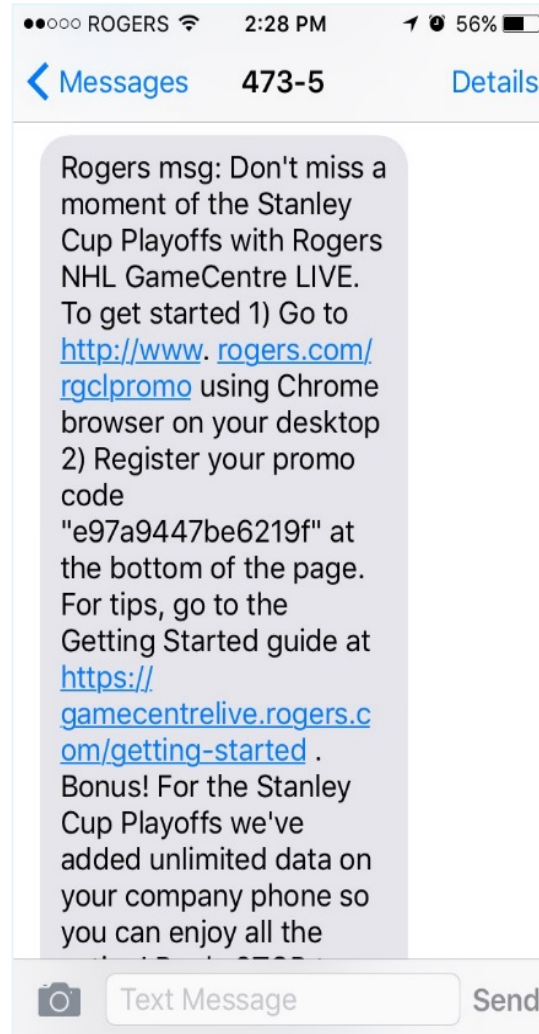 ROGERS 2:28 PM 56%
Messages 473-5 Details
Rogers msg: Don't miss a
moment of the Stanley
Cup Playoffs with Rogers
NHL GameCentre LIVE.
To get started 1) Go to
http://www. rogers.com/
rgclpromo using Chrome
browser on your desktop
2) Register your promo
code
"e97a9447be6219f" at
the bottom of the page.
For tips, go to the
Getting Started guide at
https://
gamecentrelive.rogers.c
om/getting-started .
Bonus! For the Stanley
Cup Playoffs we've
added unlimited data on
your company phone so
you can enjoy all the
Text Message Send